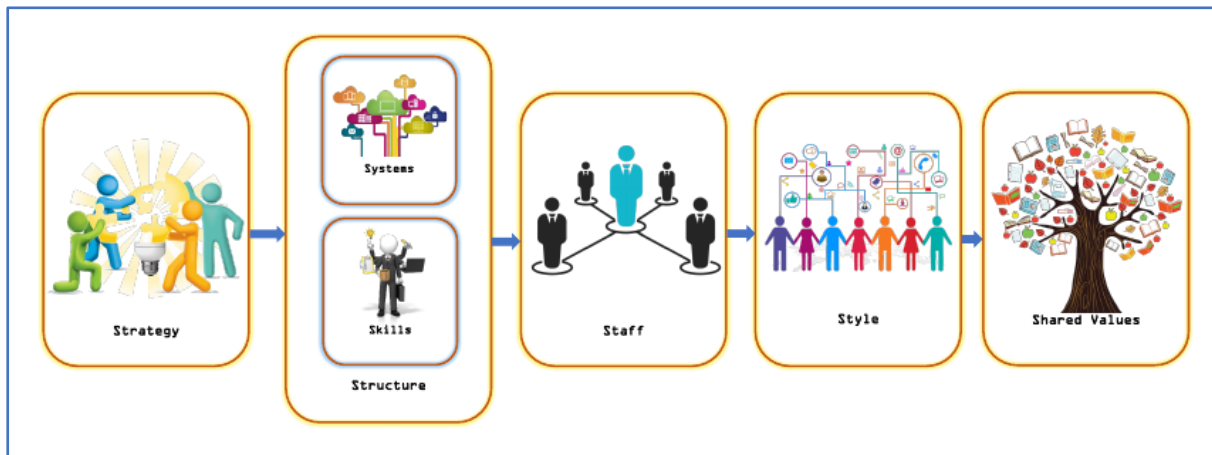 Strategy
Systems
Skills
Structure
Staff
Style
Shared Values